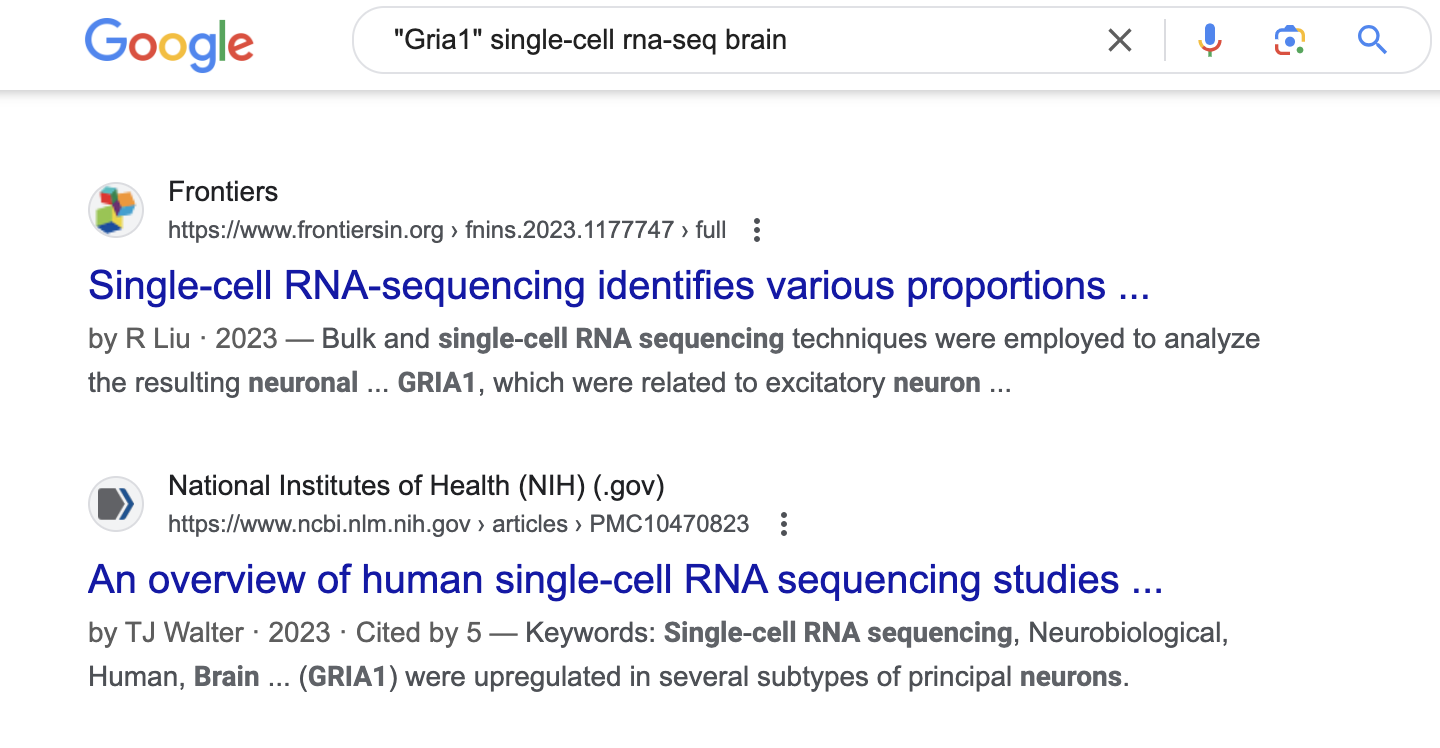 Google
"Gria1" single-cell rna-seq brain
Frontiers
https://www.frontiersin.org › fnins.2023.1177747 › full
Single-cell RNA-sequencing identifies various proportions ...
by R Liu · 2023 — Bulk and single-cell RNA sequencing techniques were employed to analyze
the resulting neuronal ... GRIA1, which were related to excitatory neuron ...
National Institutes of Health (NIH) (.gov)
https://www.ncbi.nlm.nih.gov › articles › PMC10470823
An overview of human single-cell RNA sequencing studies ...
by TJ Walter · 2023 · Cited by 5 — Keywords: Single-cell RNA sequencing, Neurobiological,
Human, Brain ... (GRIA1) were upregulated in several subtypes of principal neurons.